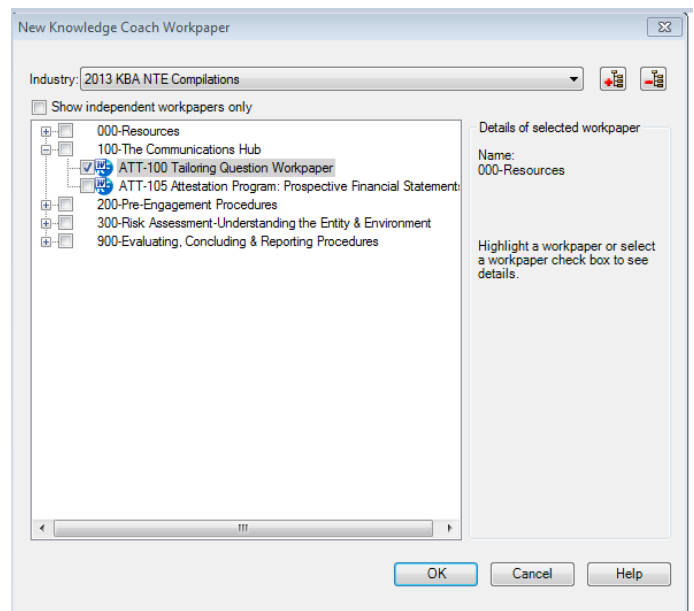 New Knowledge Coach Workpaper
Industry: 2013 KBA NTE Compilations
Show independent workpapers only
000-Resources
100-The Communications Hub
ATT-100 Tailoring Question Workpaper
ATT-105 Attestation Program: Prospective Financial Statements
200-Pre-Engagement Procedures
300-Risk Assessment-Understanding the Entity & Environment
900-Evaluating, Concluding & Reporting Procedures
Details of selected workpaper
Name:
000-Resources
Highlight a workpaper or select
a workpaper check box to see
details.
OK Cancel Help